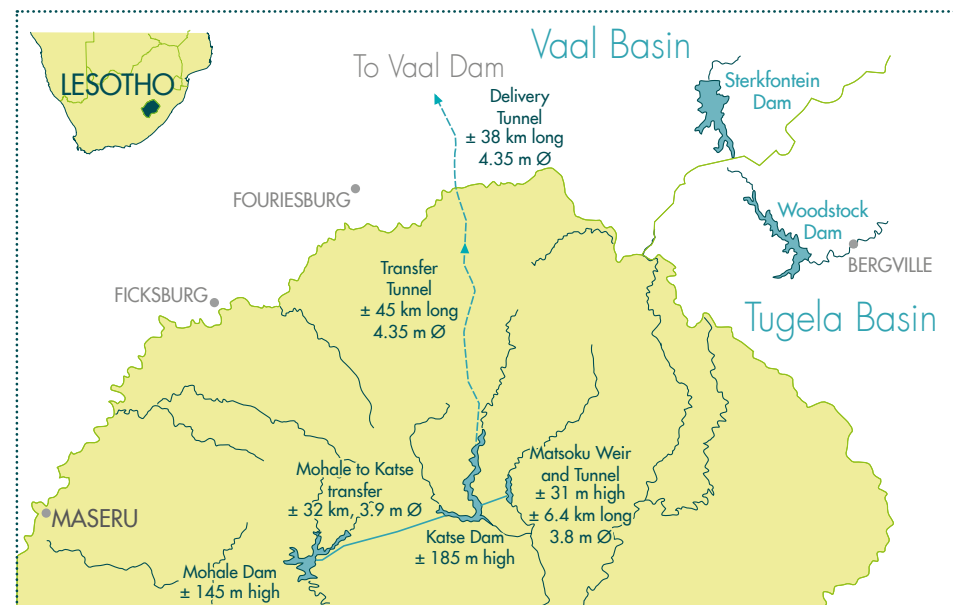 Vaal Basin
To Vaal Dam
LESOTHO
Sterkfontein
Dam
Delivery
Tunnel
± 38 km long
4.35 m Ø
FOURIESBURG
Woodstock
Dam
BERGVILLE
Transfer
Tunnel
± 45 km long
4.35 m Ø
FICKSBURG
Tugela Basin
Mohale to Katse
transfer
± 32 km, 3.9 m Ø
Matsoku Weir
and Tunnel
± 31 m high
± 6.4 km long
3.8 m Ø
MASERU
Katse Dam
± 185 m high
Mohale Dam
± 145 m high